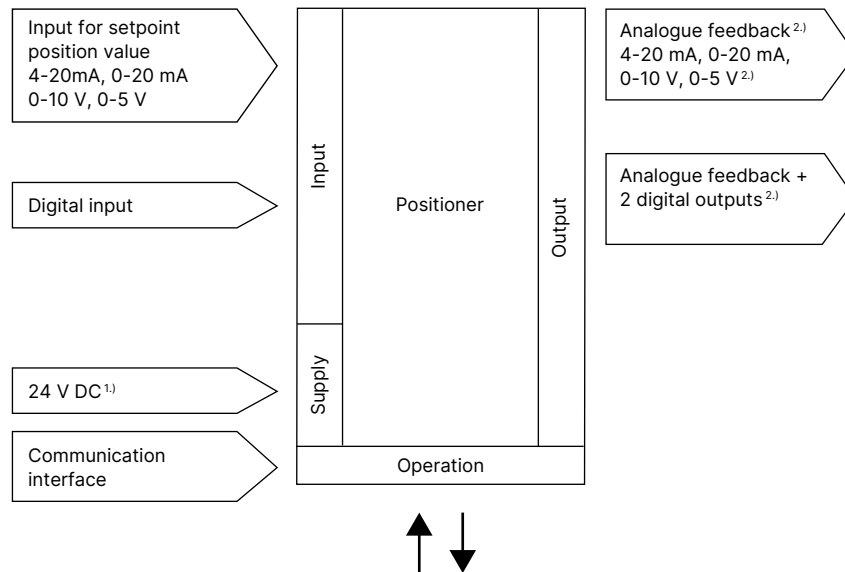 Input for setpoint
position value
4-20mA, 0-20 mA
0-10 V, 0-5 V
Digital input
24 V DC 1.)
Communication
interface
Input
Supply
Positioner
Output
Operation
Analogue feedback 2.)
4-20 mA, 0-20 mA,
0-10 V, 0-5 V 2.)
Analogue feedback +
2 digital outputs 2.)